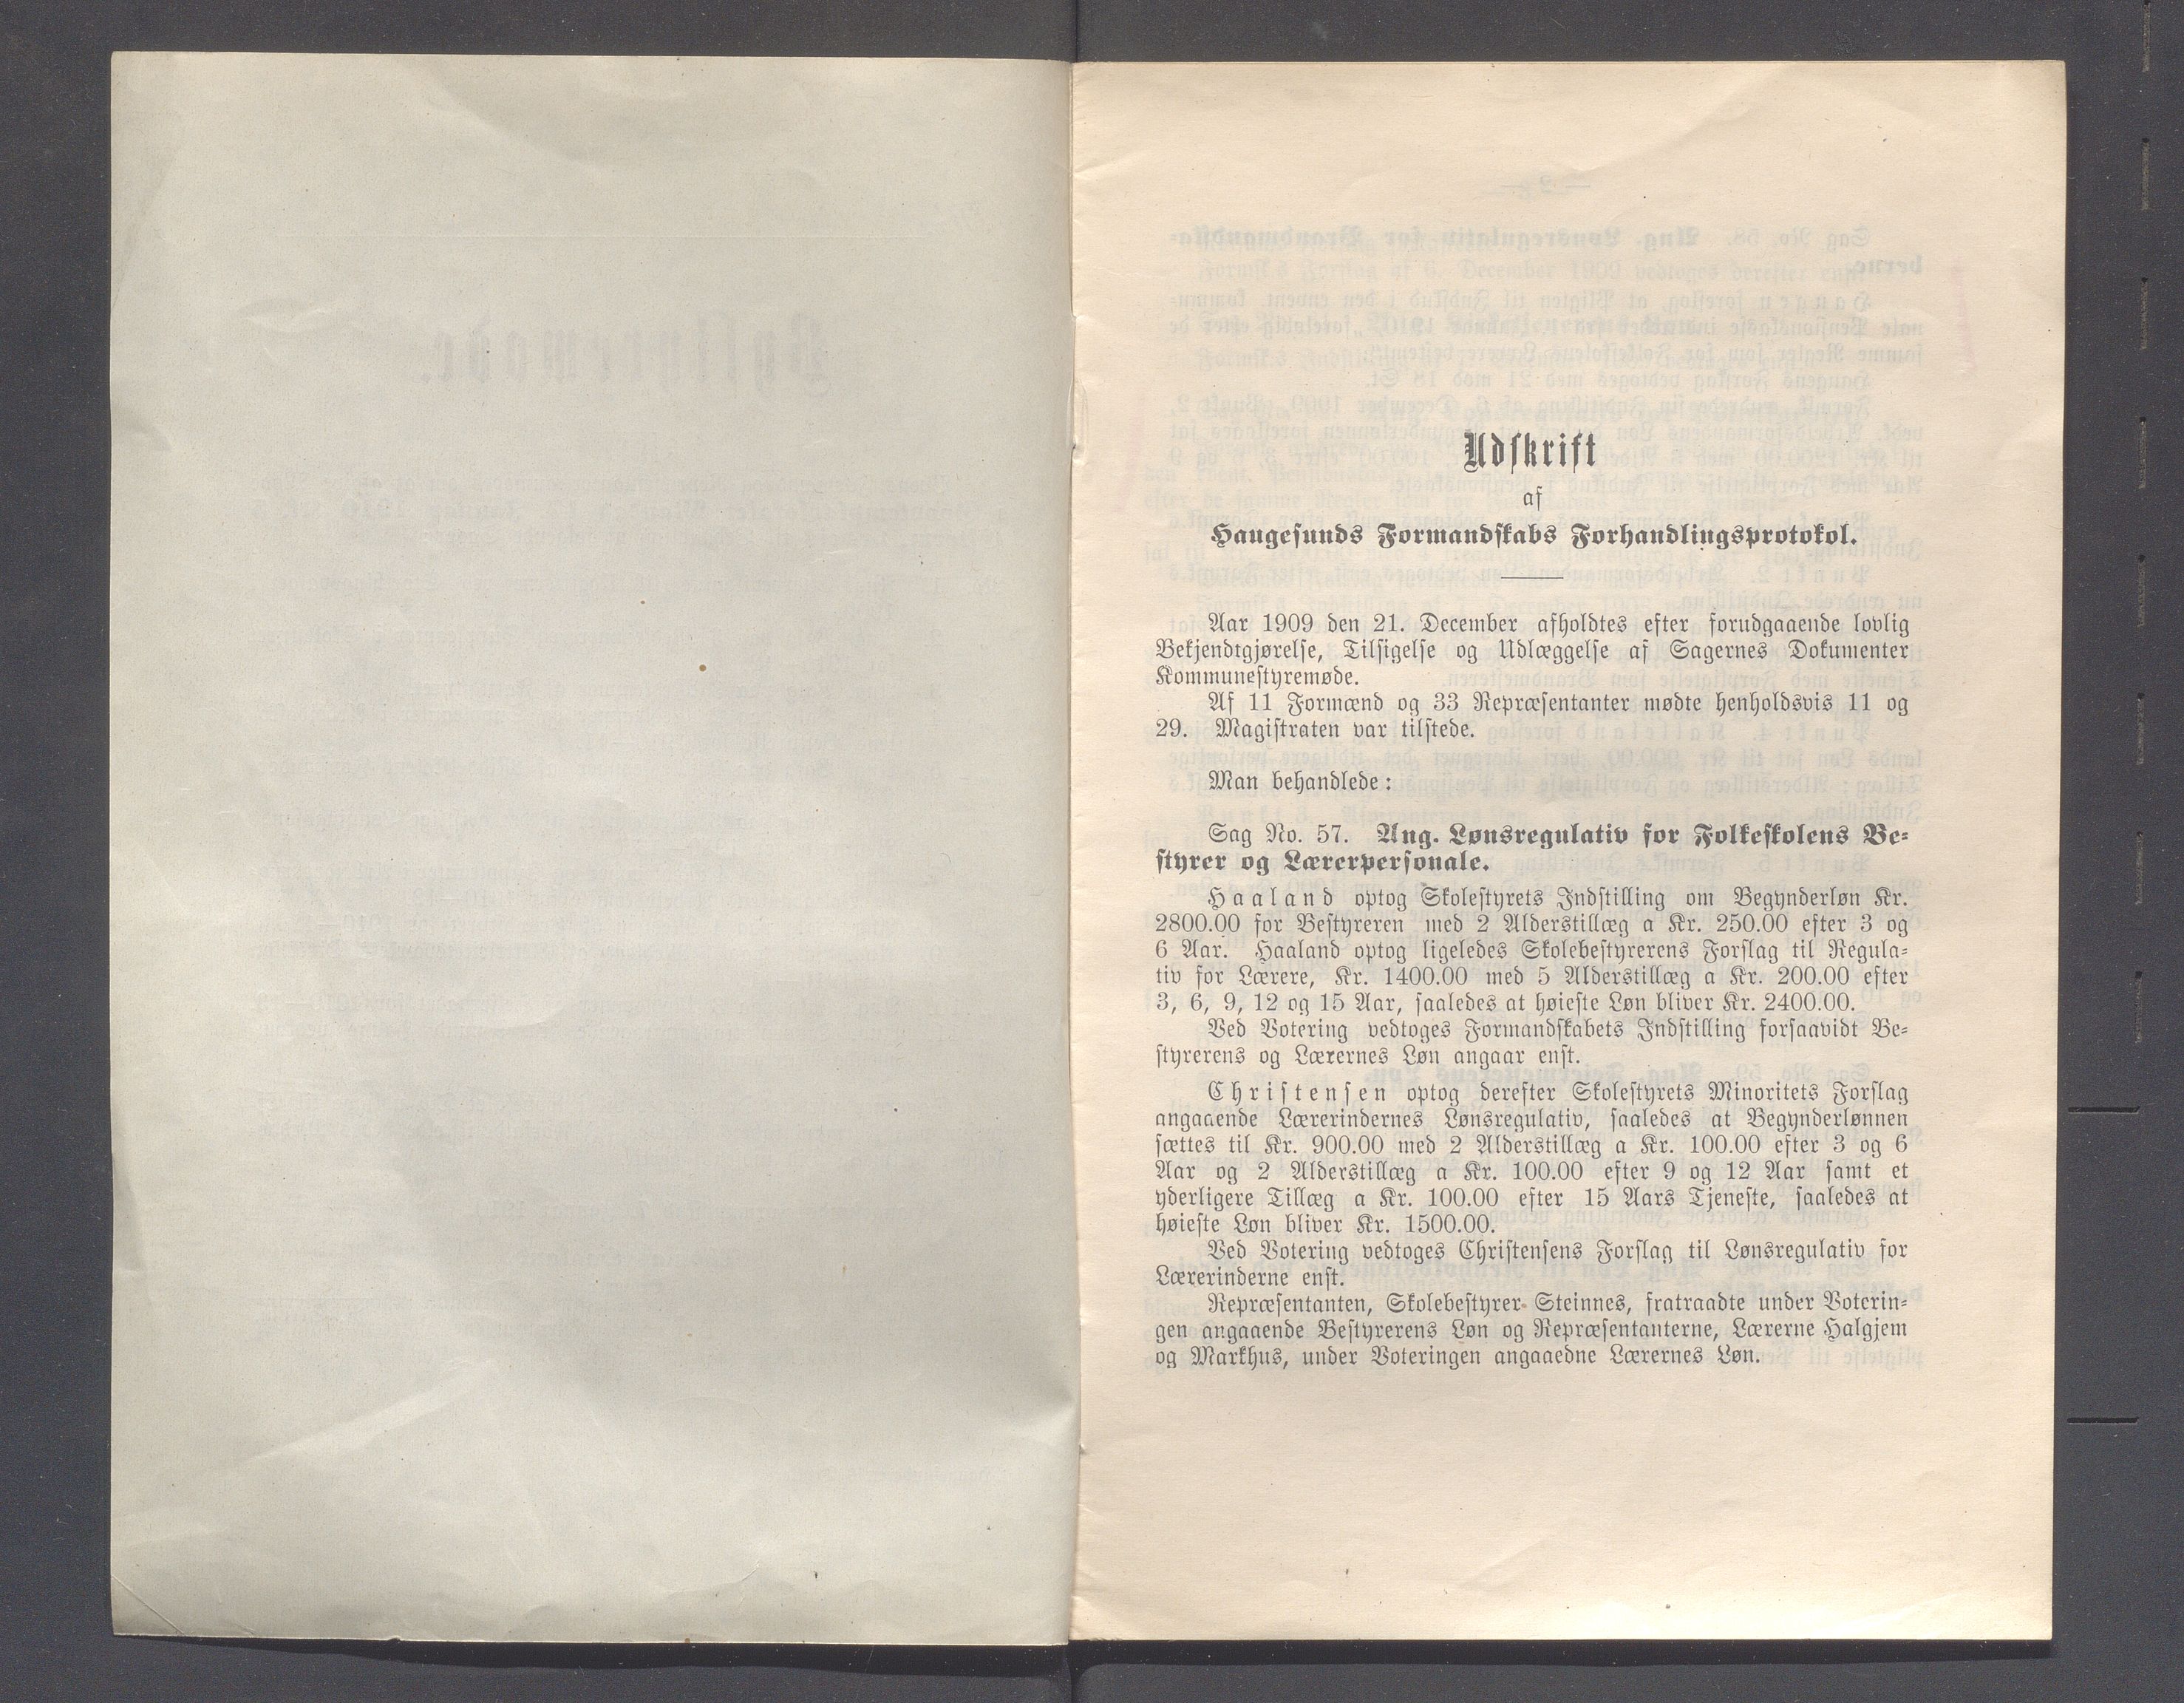 Udskrift
af
Haugesunds Formandskabs Forhandlingsprotokol.
Aar 1909 den 21. December afholdtes efter forudgaaende lovlig
Bekjendtgjørelse, Tilsigelse og Udlæggelse af Sagernes Dokumenter
Kommunestyremøde.
Af 11 Formænd og 33 Repræsentanter mødte henholdsvis 11 og
29. Magistraten var tilstede.
Man behandlede:
Sag No. 57. Ang. Lønsregulativ for Folkeskolens Be-
styrer og Lærerpersonale.
Haaland optog Skolestyrets Indstilling om Begynderløn Kr.
2800.00 for Bestyreren med 2 Alderstillæg a Kr. 250.00 efter 3 og
6 Aar. Haaland optog ligeledes Skolebestyrerens Forslag til Regula-
tiv for Lærere, Kr. 1400.00 med 5 Alderstillæg a Kr. 200.00 efter
3, 6, 9, 12 og 15 Aar, saaledes at høieste Løn bliver Kr. 2400.00.
Ved Votering vedtoges Formandskabets Indstilling forsaavidt Be-
styrerens og Lærernes Løn angaar enst.
Christensen optog derefter Skolestyrets Minoritets Forslag
angaaende Lærerindernes Lønsregulativ, saaledes at Begynderlønnen
sættes til Kr. 900.00 med 2 Alderstillæg a Kr. 100.00 efter 3 og 6
Aar og 2 Alderstillæg a Kr. 100.00 efter 9 og 12 Aar samt et
yderligere Tillæg a Kr. 100.00 efter 15 Aars Tjeneste, saaledes at
høieste Løn bliver Kr. 1500.00.
Ved Votering vedtoges Christensens Forslag til Lønsregulativ for
Lærerinderne enst.
Repræsentanten, Skolebestyrer Steinnes, fratraadte under Voterin-
gen angaaende Bestyrerens Løn og Repræsentanterne, Lærerne Halgjem
og Markhus, under Voteringen angaaedne Lærernes Løn.